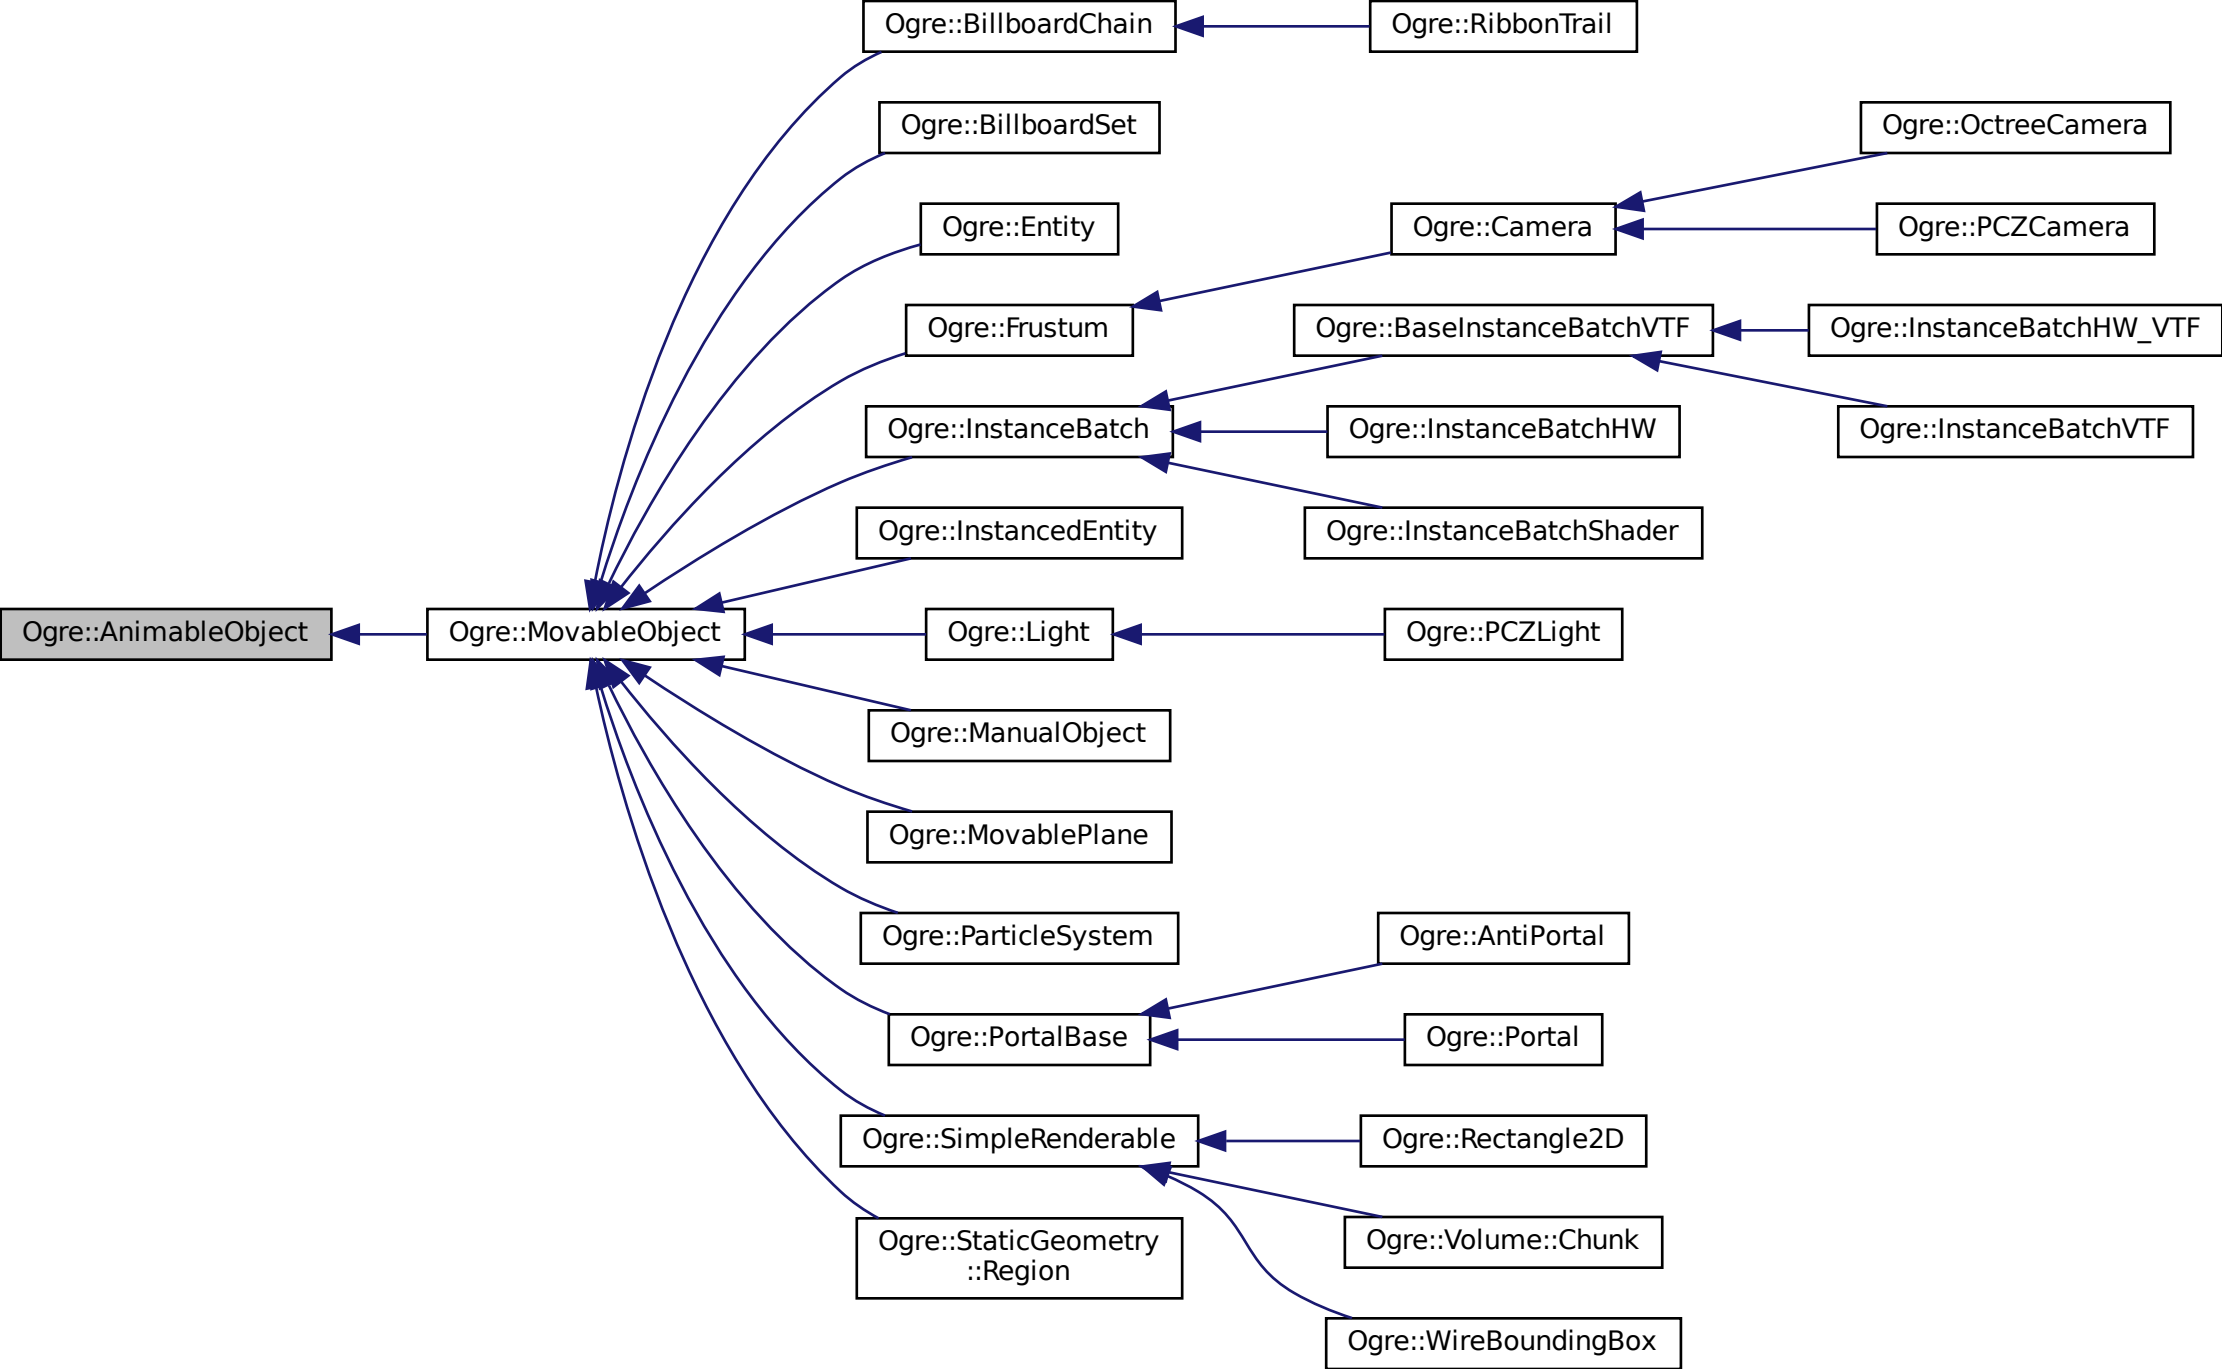 Ogre::BillboardChain
Ogre::RibbonTrail
Ogre::BillboardSet
Ogre::OctreeCamera
Ogre::Entity
Ogre::Camera
Ogre::PCZCamera
Ogre::Frustum
Ogre::BaseInstanceBatchVTF
Ogre::InstanceBatchHW_VTF
Ogre::InstanceBatch
Ogre::InstanceBatchHW
Ogre::InstanceBatchVTF
Ogre::InstancedEntity
Ogre::InstanceBatchShader
Ogre::AnimableObject
Ogre::MovableObject
Ogre::Light
Ogre::PCZLight
Ogre::ManualObject
Ogre::MovablePlane
Ogre::ParticleSystem
Ogre::AntiPortal
Ogre::PortalBase
Ogre::Portal
Ogre::SimpleRenderable
Ogre::Rectangle2D
Ogre::StaticGeometry
::Region
Ogre::Volume::Chunk
Ogre::WireBoundingBox